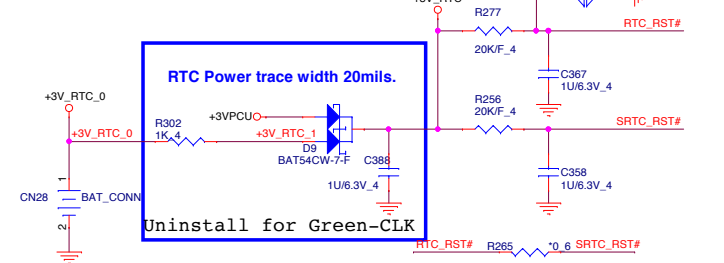 R277
RTC_RST#
20K/F_4
RTC Power trace width 20mils.
C367
1U/6.3V_4
+3V_RTC_0
R256
20K/F_4
R302
+3VPCU
SRTC_RST#
+3V_RTC_0
1K_4
+3V_RTC_1
D9
BAT54CW-7-F
C388
C358
1U/6.3V_4
1U/6.3V_4
1
CN28
BAT_CONN
2
Uninstall for Green-CLK
RTC_RST#
R265
*0_6
SRTC_RST#